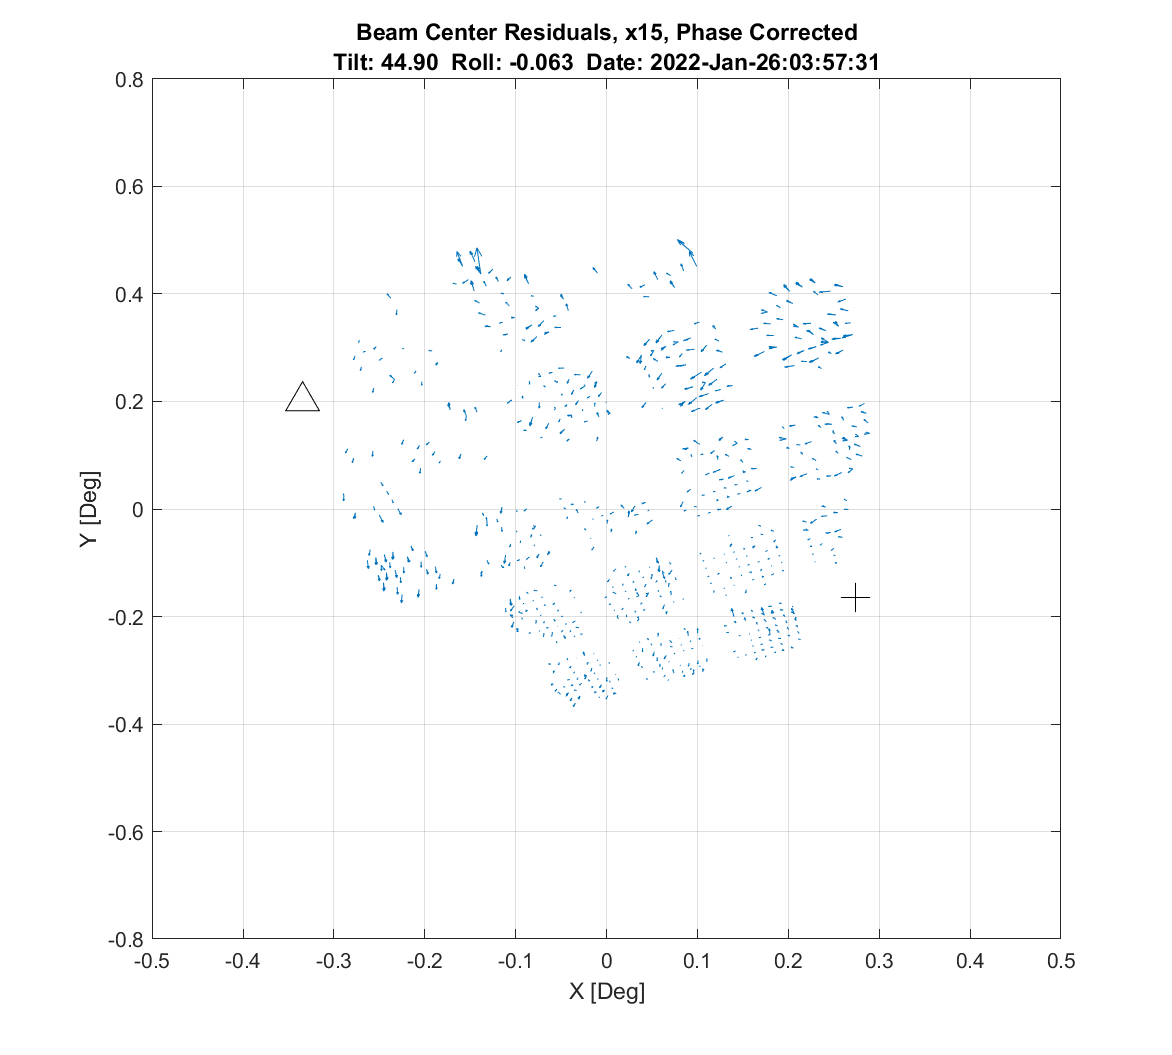 Beam Center Residuals, x15, Phase Corrected
Tilt: 44.90 Roll: -0.063 Date: 2022-Jan-26:03:57:31
0.8
0.6
0.4
0.2
0
-0.2
-0.4
-0.6
-0.8
Y [Deg]
-0.5 -0.4 -0.3 -0.2 -0.1 0 0.1 0.2 0.3 0.4 0.5
X [Deg]